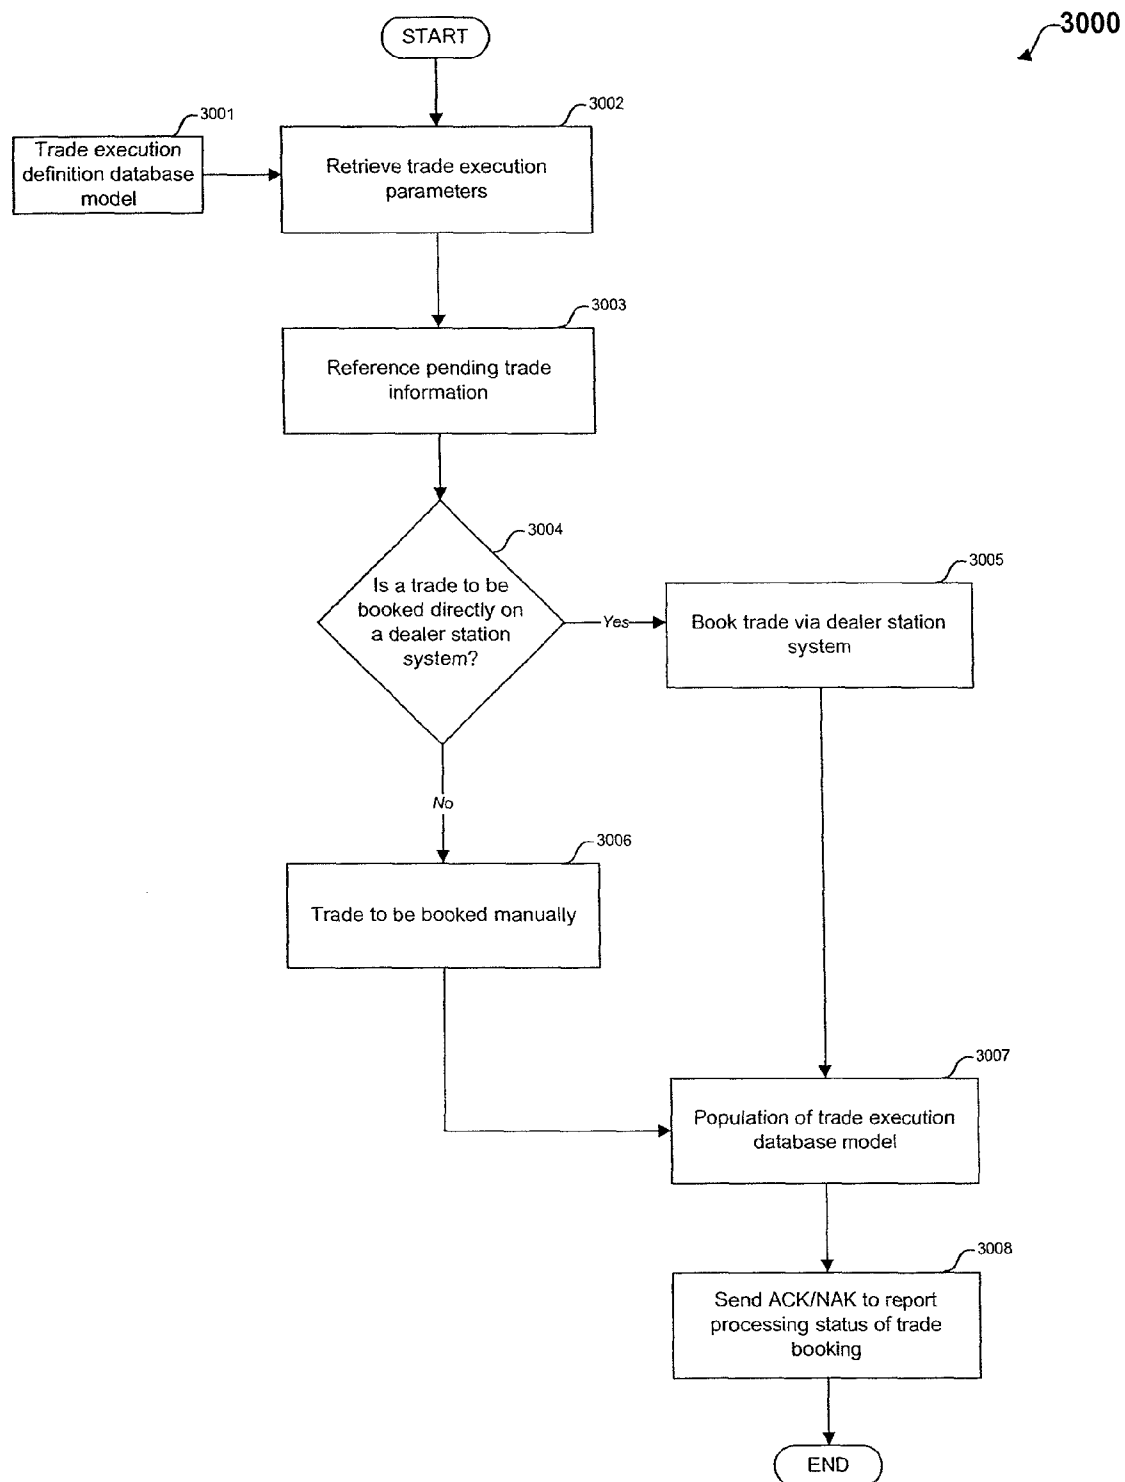 START
3000
3001
Trade execution
definition database
model
3002
Retrieve trade execution
parameters
3003
Reference pending trade
information
3004
Is a trade to be
booked directly on
a dealer station
system?
Yes
3005
Book trade via dealer station
system
No
3006
Trade to be booked manually
3007
Population of trade execution
database model
3008
Send ACK/NAK to report
processing status of trade
booking
END